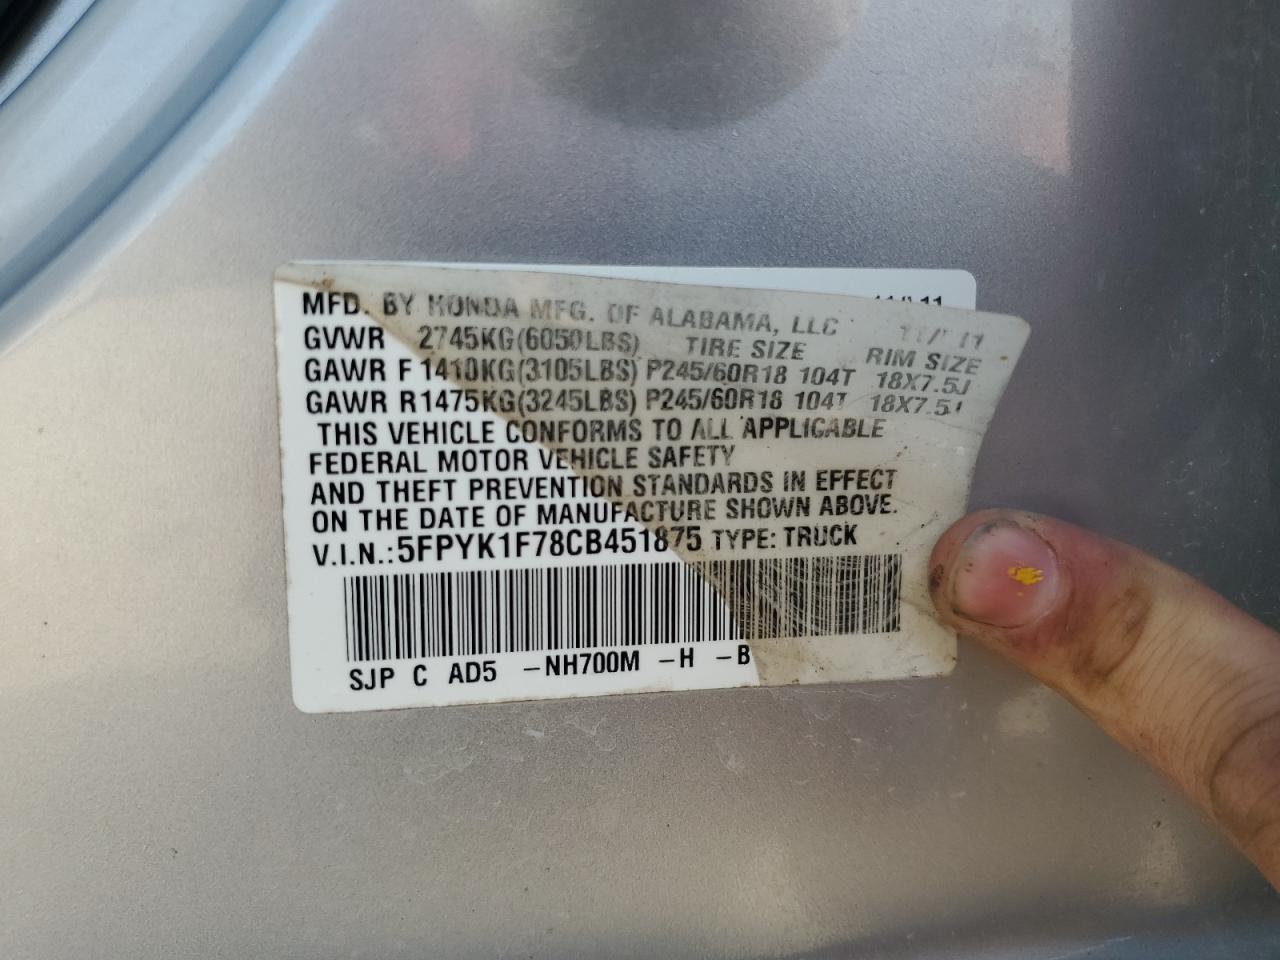 MFD. BY HONDA MFG. OF ALABAMA, LLC 11/11
GVWR 2745KG(6050LBS) TIRE SIZE RIM SIZE
GAWR F 1410KG(3105LBS) P245/60R18 104T 18X7.5J
GAWR R1475KG(3245LBS) P245/60R18 104T 18X7.5J
THIS VEHICLE CONFORMS TO ALL APPLICABLE
FEDERAL MOTOR VEHICLE SAFETY
AND THEFT PREVENTION STANDARDS IN EFFECT
ON THE DATE OF MANUFACTURE SHOWN ABOVE.
V.I.N.:5FPYK1F78CB451875 TYPE: TRUCK
SJP C AD5 -NH700M -H -B